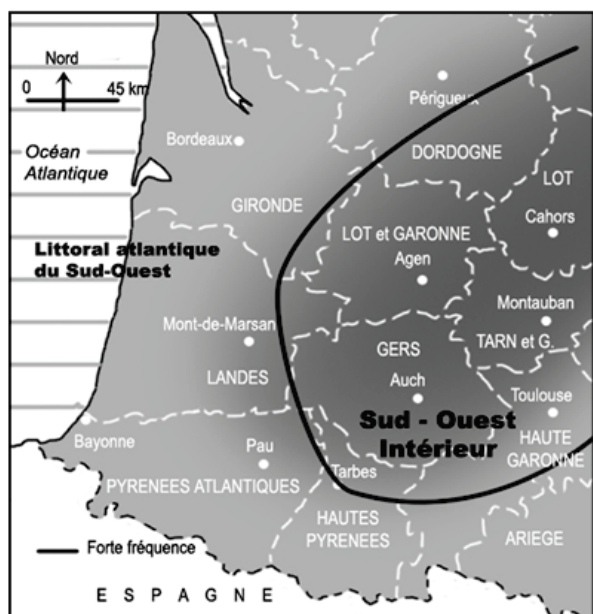 Nord
0 45 km
Périgueux
Bordeaux
Océan
Atlantique
DORDOGNE
LOT
GIRONDE
Cahors
Littoral atlantique
du Sud-Ouest
LOT et GARONNE
Agen
Montauban
Mont-de-Marsan
TARN et G.
GERS
LANDES
Auch
Toulouse
Sud - Ouest
Intérieur
Bayonne
HAUTE
GARONNE
Pau
Tarbes
PYRENEES ATLANTIQUES
HAUTES
PYRENEES
ARIEGE
Forte fréquence
ESPAGNE